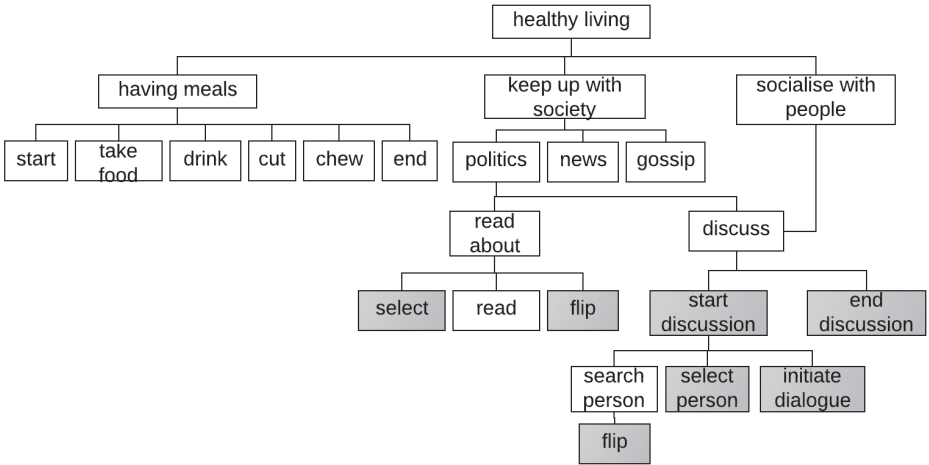 healthy living
having meals
keep up with
society
socialise with
people
start
take
food
drink
cut
chew
end
politics
news
gossip
read
about
discuss
select
read
flip
start
discussion
end
discussion
search
person
select
person
initiate
dialogue
flip